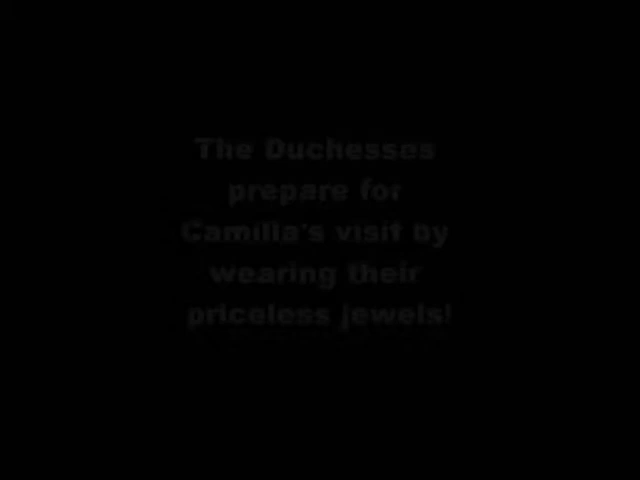 The Duchesses
prepare for
Camilla's visit by
wearing their
priceless jewels!